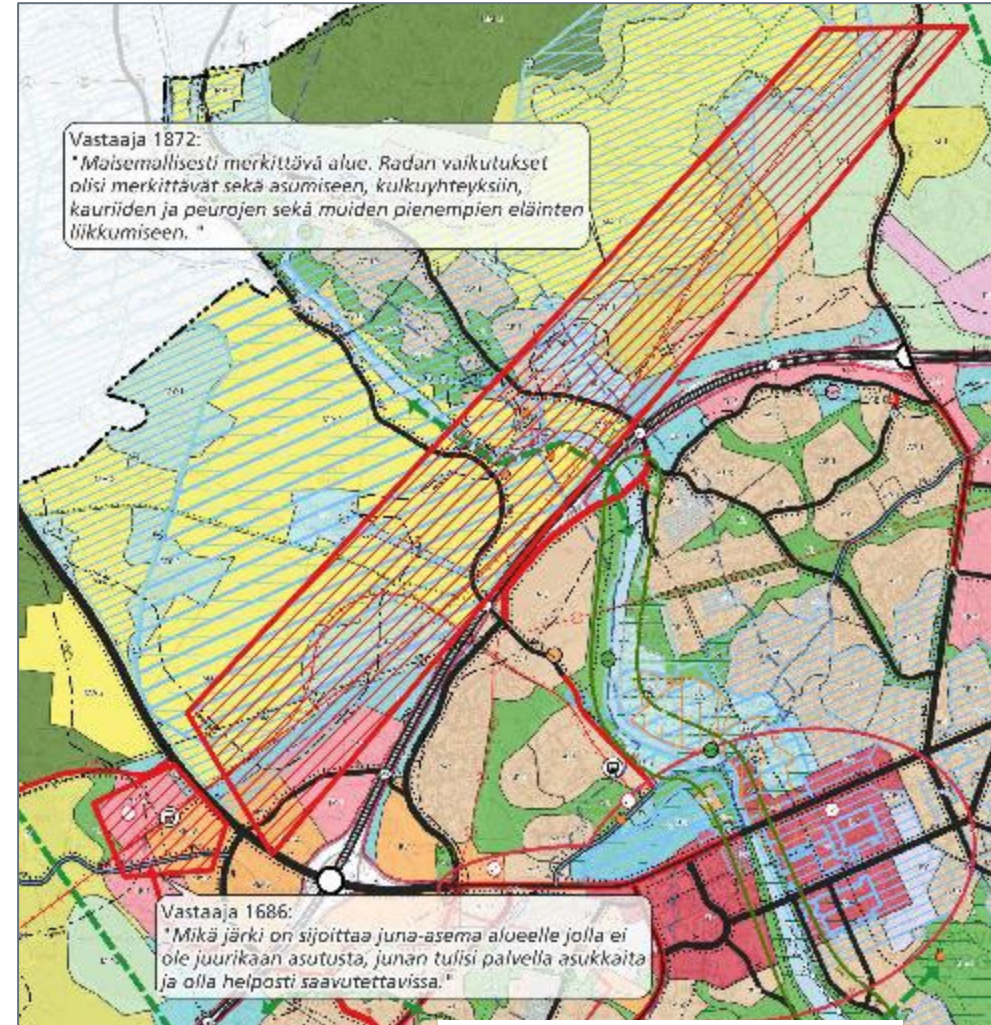 Vastaaja 1872:
"Maisemallisesti merkittävä alue. Radan vaikutukset
olisi merkittävät sekä asumiseen, kulkuyhteyksiin,
kauriiden ja peurojen sekä muiden pienempien eläinten
liikkumiseen. "
Vastaaja 1686:
"Mikä järki on sijoittaa juna-asema alueelle jolla ei
ole juurikaan asutusta, junan tulisi palvella asukkaita
ja olla helposti saavutettavissa."